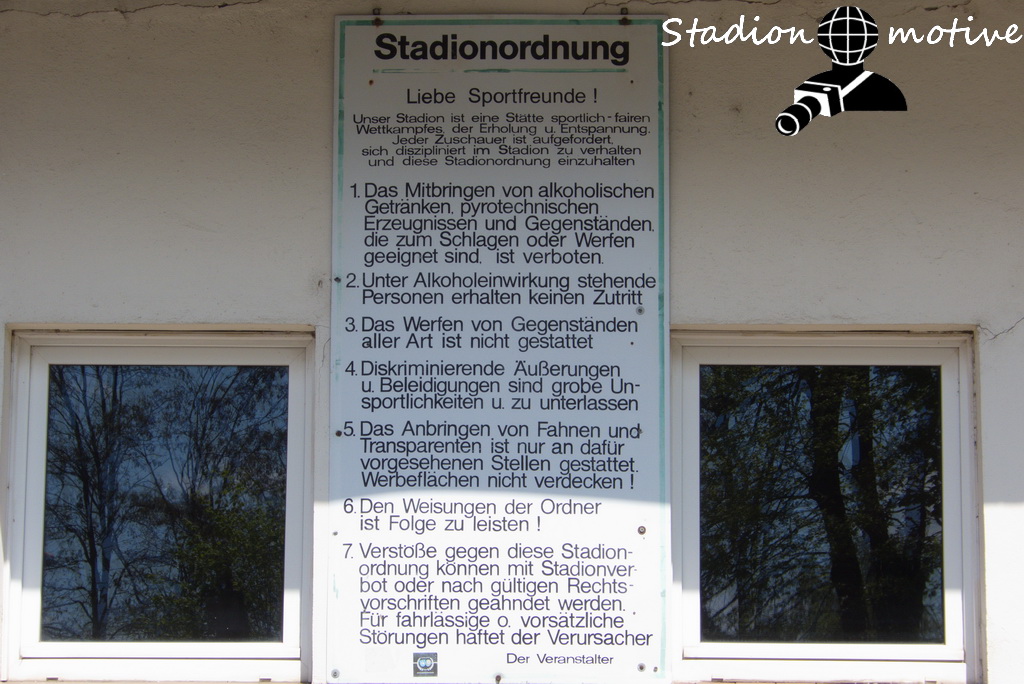 Stadion motive
Stadionordnung
Liebe Sportfreunde !
Unser Stadion ist eine Stätte sportlich-fairen
Wettkampfes, der Erholung u. Entspannung.
Jeder Zuschauer ist aufgefordert,
sich diszipliniert im Stadion zu verhalten
und diese Stadionordnung einzuhalten
1. Das Mitbringen von alkoholischen
Getränken, pyrotechnischen
Erzeugnissen und Gegenständen,
die zum Schlagen oder Werfen
geeignet sind, ist verboten.
2. Unter Alkoholeinwirkung stehende
Personen erhalten keinen Zutritt
3. Das Werfen von Gegenständen
aller Art ist nicht gestattet
4. Diskriminierende Äußerungen
u. Beleidigungen sind grobe Un-
sportlichkeiten u. zu unterlassen
5. Das Anbringen von Fahnen und
Transparenten ist nur an dafür
vorgesehenen Stellen gestattet.
Werbeflächen nicht verdecken !
6. Den Weisungen der Ordner
ist Folge zu leisten !
7. Verstöße gegen diese Stadion-
ordnung können mit Stadionver-
bot oder nach gültigen Rechts-
vorschriften geahndet werden.
Für fahrlässige o. vorsätzliche
Störungen haftet der Verursacher
Der Veranstalter